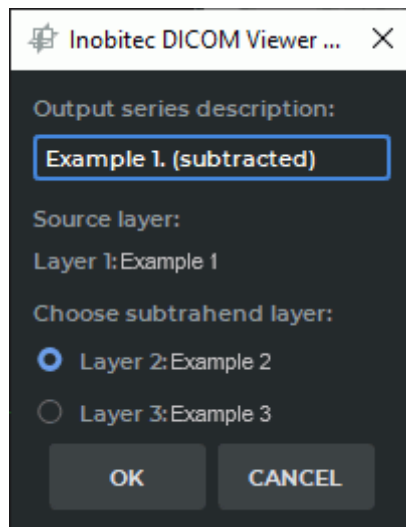 Inobitec DICOM Viewer ...
Output series description:
Example 1. (subtracted)
Source layer:
Layer 1: Example 1
Choose subtrahend layer:
Layer 2: Example 2
Layer 3: Example 3
OK CANCEL